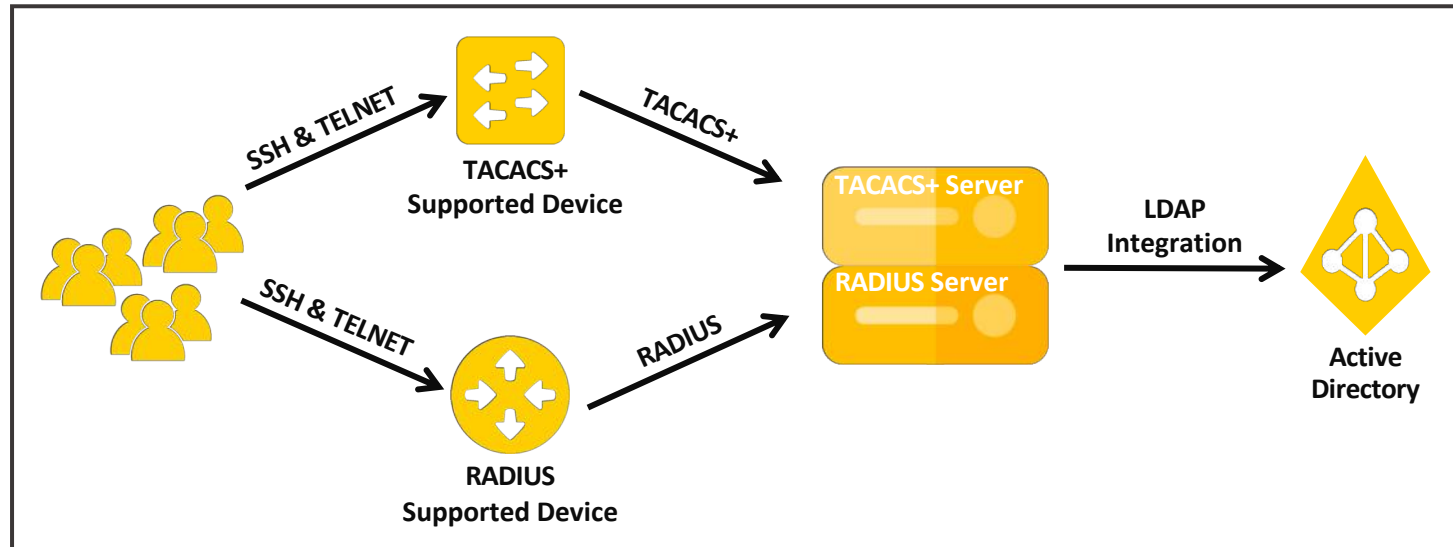 SSH & TELNET
TACACS+
Supported Device
TACACS+
SSH & TELNET
RADIUS
Supported Device
RADIUS
TACACS+ Server
RADIUS Server
LDAP
Integration
Active
Directory